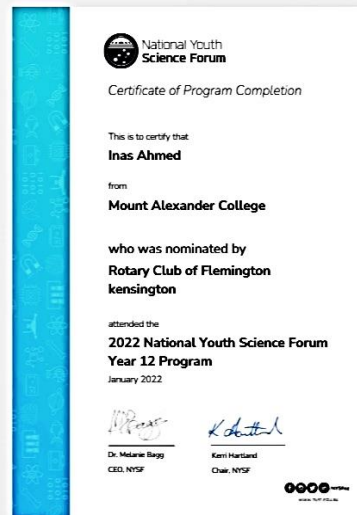 National Youth
Science Forum
Certificate of Program Completion
This is to certify that
Inas Ahmed
from
Mount Alexander College
who was nominated by
Rotary Club of Flemington
kensington
attended the
2022 National Youth Science Forum
Year 12 Program
January 2022
Dr. Melanie Bagg
CEO, NYSF
Kerri Hartland
Chair, NYSF